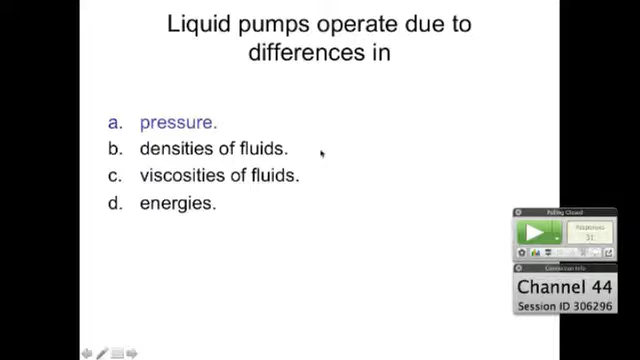 Liquid pumps operate due to
differences in
a. pressure.
b. densities of fluids.
c. viscosities of fluids.
d. energies.
Polling Closed
Responses
31
Connection Info
Channel 44
Session ID 306296